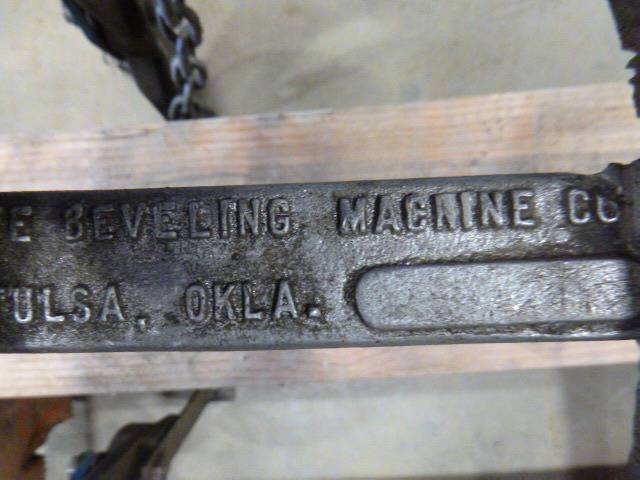 E BEVELING MACHINE CO
TULSA, OKLA.